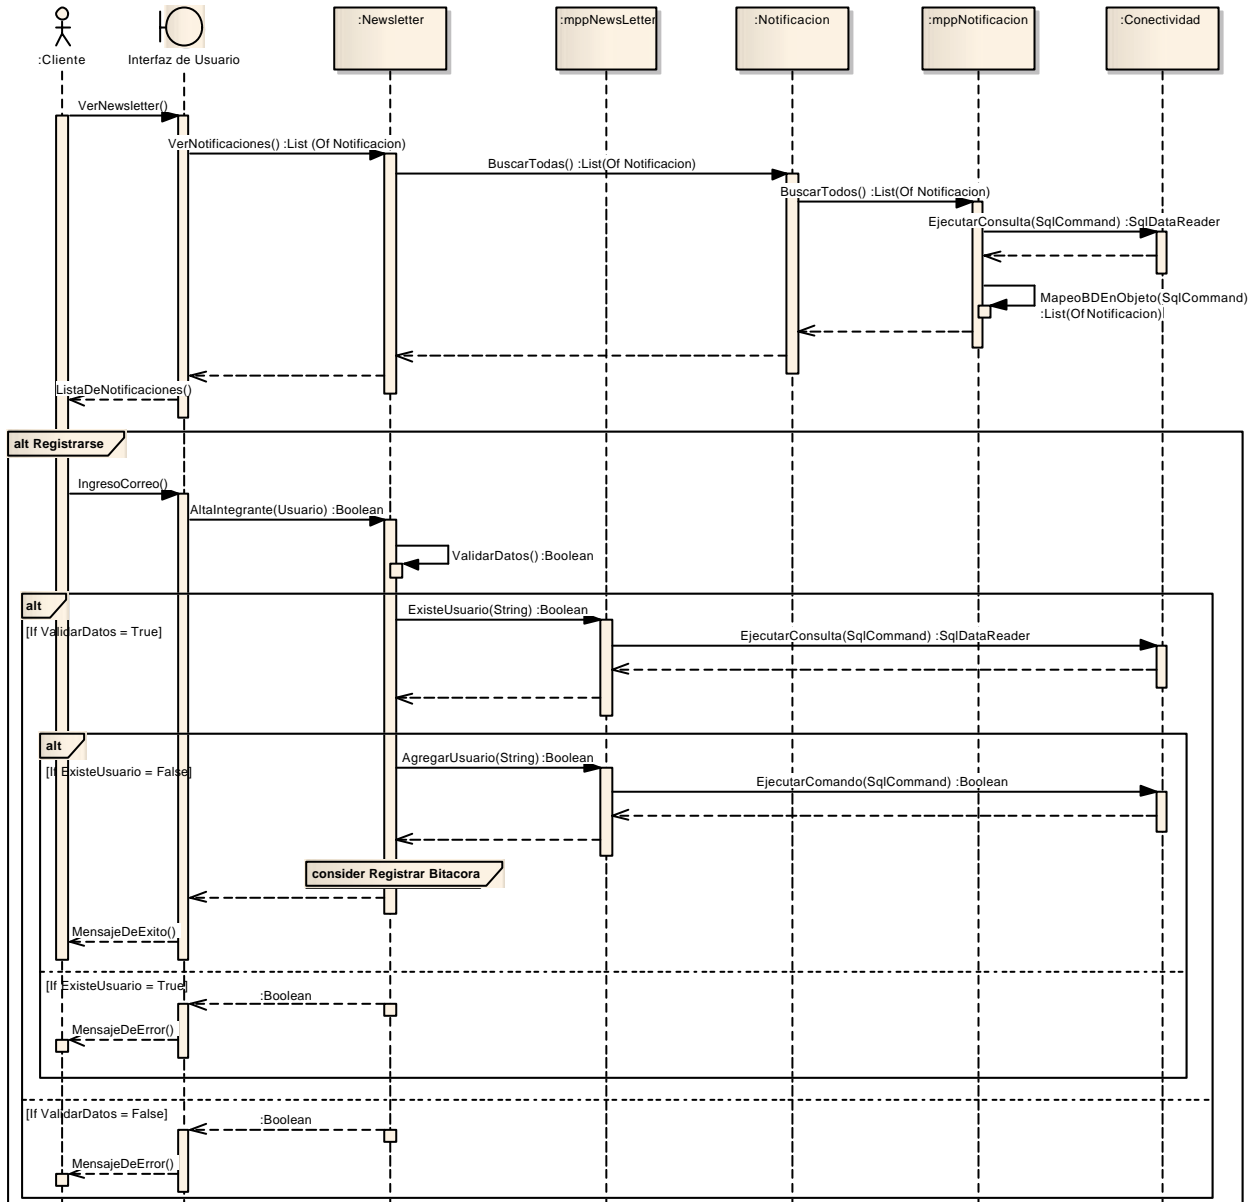 :Cliente
Interfaz de Usuario
:Newsletter
:mppNewsLetter
:Notificacion
:mppNotificacion
:Conectividad
VerNewsletter()
VerNotificaciones() :List (Of Notificacion)
BuscarTodas() :List(Of Notificacion)
BuscarTodos() :List(Of Notificacion)
EjecutarConsulta(SqlCommand) :SqlDataReader
MapeoBDEnObjeto(SqlCommand)
:List(Of Notificacion)
ListaDeNotificaciones()
alt Registrarse
IngresoCorreo()
AltaIntegrante(Usuario) :Boolean
ValidarDatos() :Boolean
alt
[If ValidarDatos = True]
ExisteUsuario(String) :Boolean
EjecutarConsulta(SqlCommand) :SqlDataReader
alt
[If ExisteUsuario = False]
AgregarUsuario(String) :Boolean
EjecutarComando(SqlCommand) :Boolean
consider Registrar Bitacora
MensajeDeExito()
[If ExisteUsuario = True]
:Boolean
MensajeDeError()
[If ValidarDatos = False]
:Boolean
MensajeDeError()